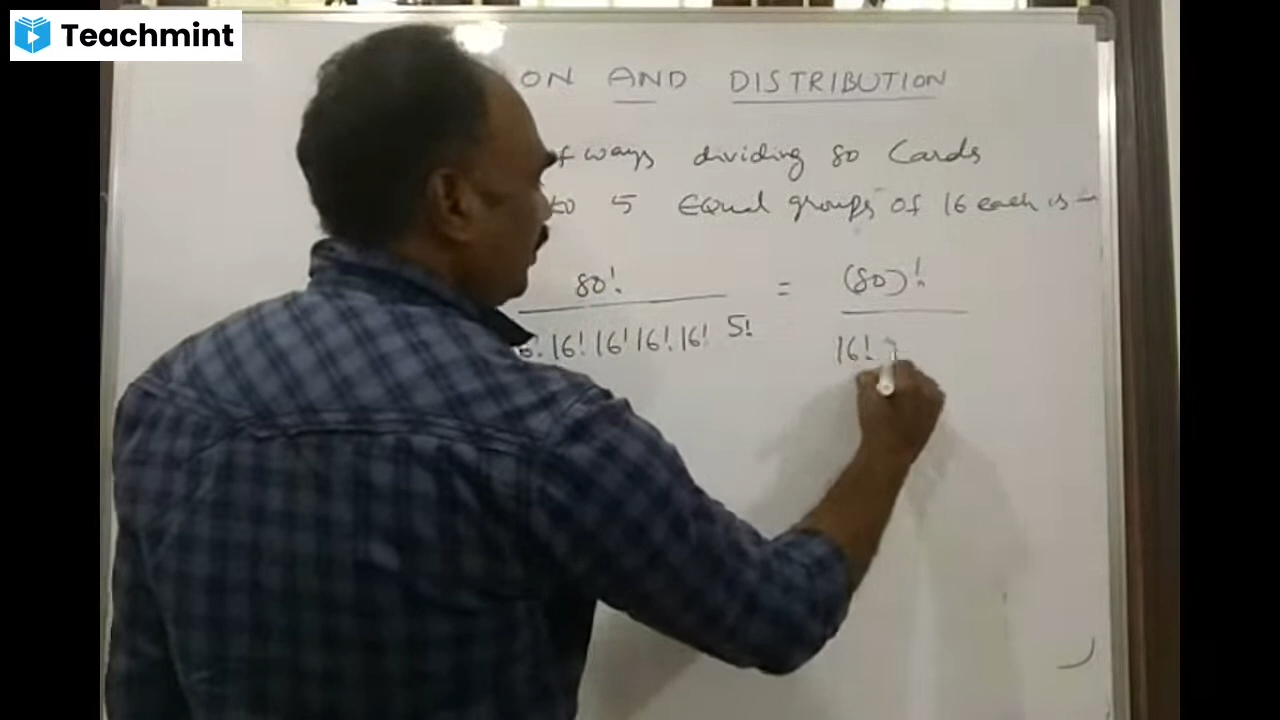 Teachmint
ON AND DISTRIBUTION
of ways dividing 80 Cards
to 5 Equal groups of 16 each is
80! = (80)!
16! 16! 16! 16! 5! 16!